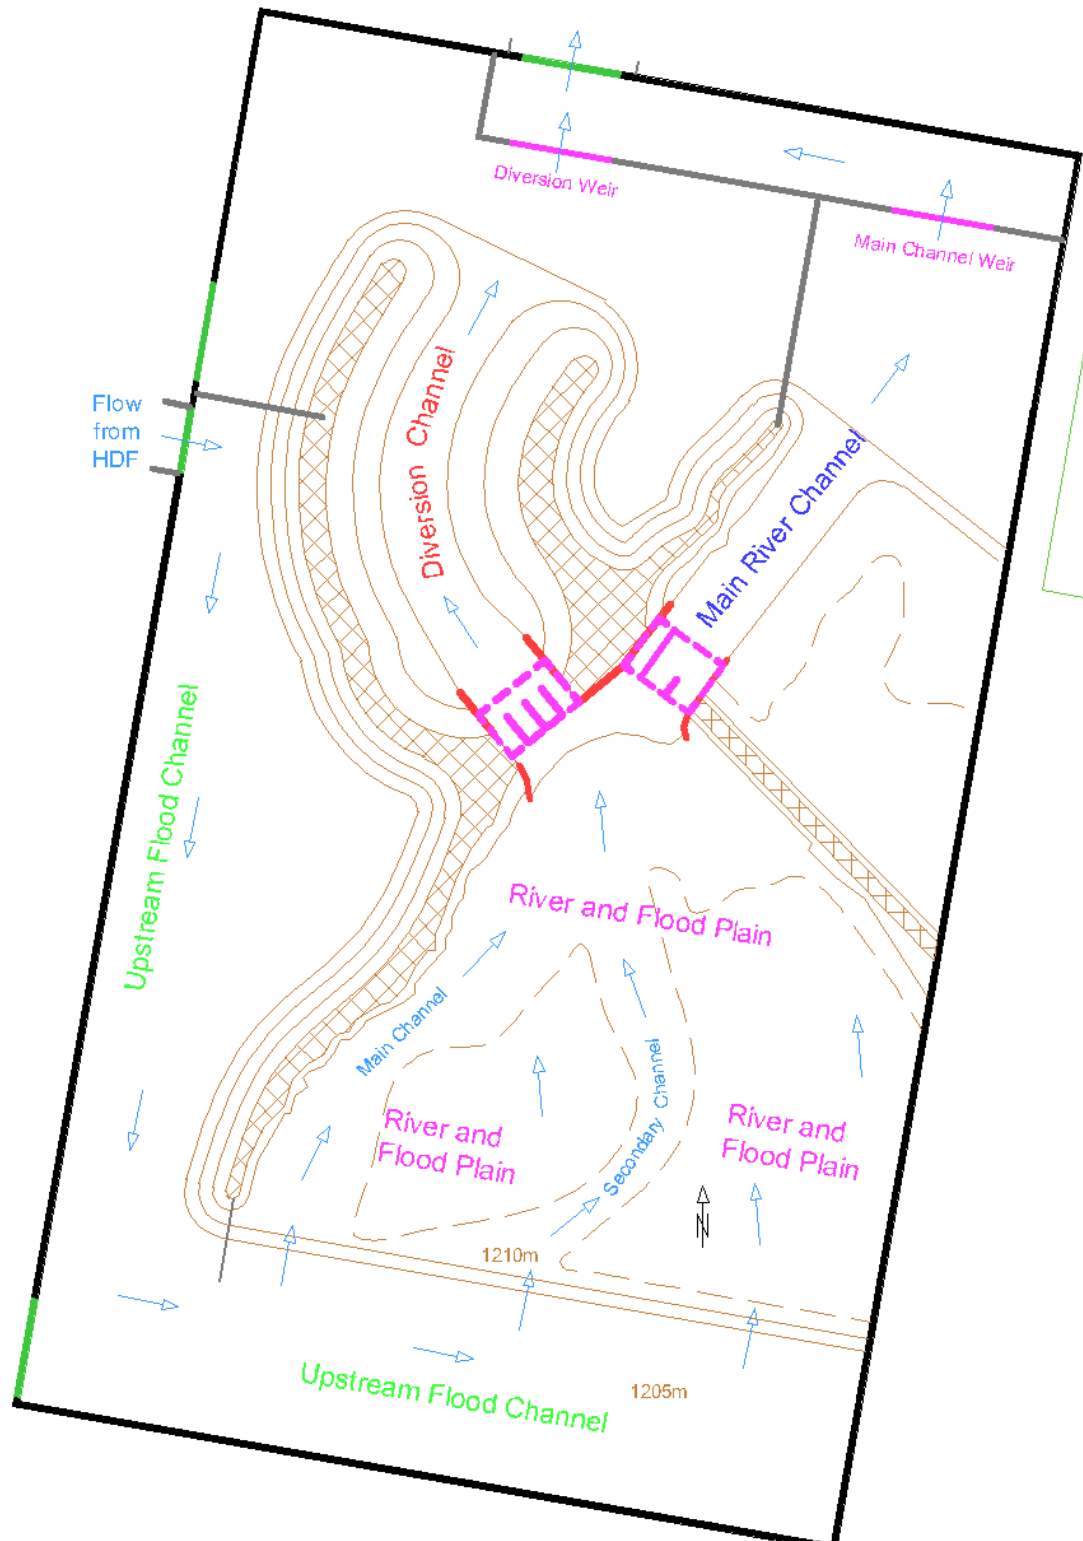 Diversion Weir
Main Channel Weir
Flow
from
HDF
Diversion Channel
Main River Channel
Upstream Flood Channel
River and Flood Plain
Main Channel
Secondary Channel
River and
Flood Plain
River and
Flood Plain
N
1210m
1205m
Upstream Flood Channel